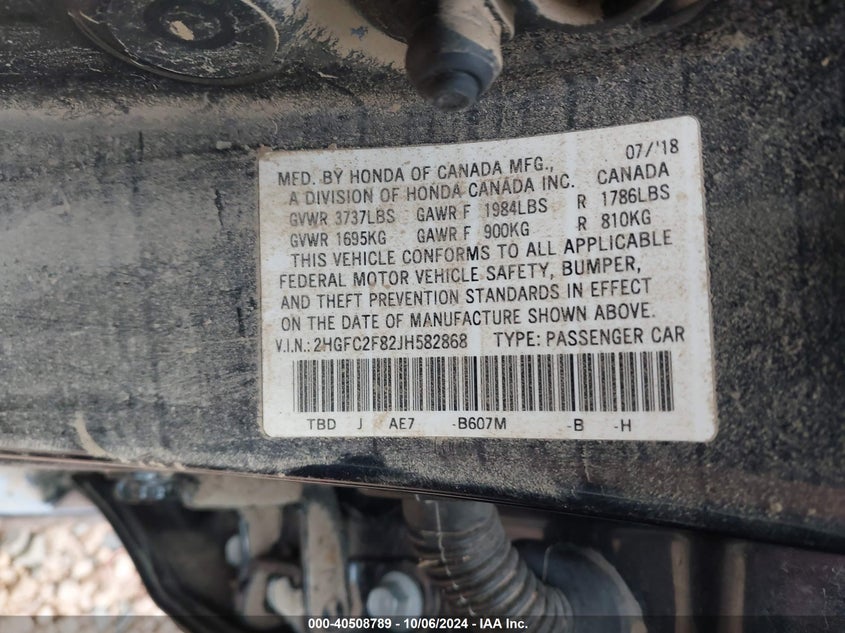 07/'18
MFD. BY HONDA OF CANADA MFG.,
A DIVISION OF HONDA CANADA INC. CANADA
GVWR 3737LBS GAWR F 1984LBS R 1786LBS
GVWR 1695KG GAWR F 900KG R 810KG
THIS VEHICLE CONFORMS TO ALL APPLICABLE
FEDERAL MOTOR VEHICLE SAFETY, BUMPER,
AND THEFT PREVENTION STANDARDS IN EFFECT
ON THE DATE OF MANUFACTURE SHOWN ABOVE.
V.I.N.: 2HGFC2F82JH582868 TYPE: PASSENGER CAR
TBD J AE7 -B607M -B -H
000-40508789 - 10/06/2024 - IAA Inc.